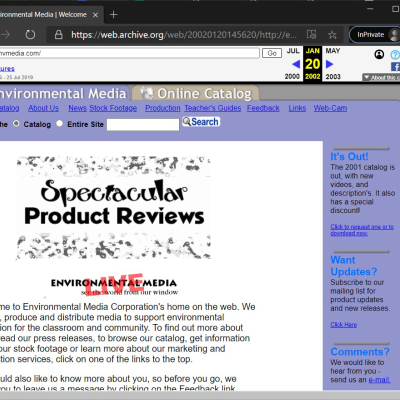 vironmental Media | Welcome
https://web.archive.org/web/20020120145620/http://e...
InPrivate
nvmedia.com/
Go
JUL
JAN
MAY
20
2000
2002
2003
ures
- 25 Jul 2019
About this c
nvironmental Media
Online Catalog
atalog
About Us
News
Stock Footage
Production
Teacher's Guides
Feedback
Links
Web-Cam
he
Catalog
Entire Site
Search
Spectacular
Product Reviews
ENVIRONMENTAL MEDIA
LIVE
world from our window
me to Environmental Media Corporation's home on the web. We
, produce and distribute media to support environmental
ion for the classroom and community. To find out more about
read our press releases, to browse our catalog, get information
our stock footage or learn more about our marketing and
ction services, click on one of the links to the top.
uld also like to know more about you, so before you go, we
you to leave us a message by clicking on the Feedback link
It's Out!
The 2001 catalog is
out, with new
videos, and
description's. It also
has a special
discount!
Click to request one or to
download now.
Want
Updates?
Subscribe to our
mailing list for
product updates
and new releases.
Click Here
Comments?
We would like to
hear from you -
send us an e-mail.